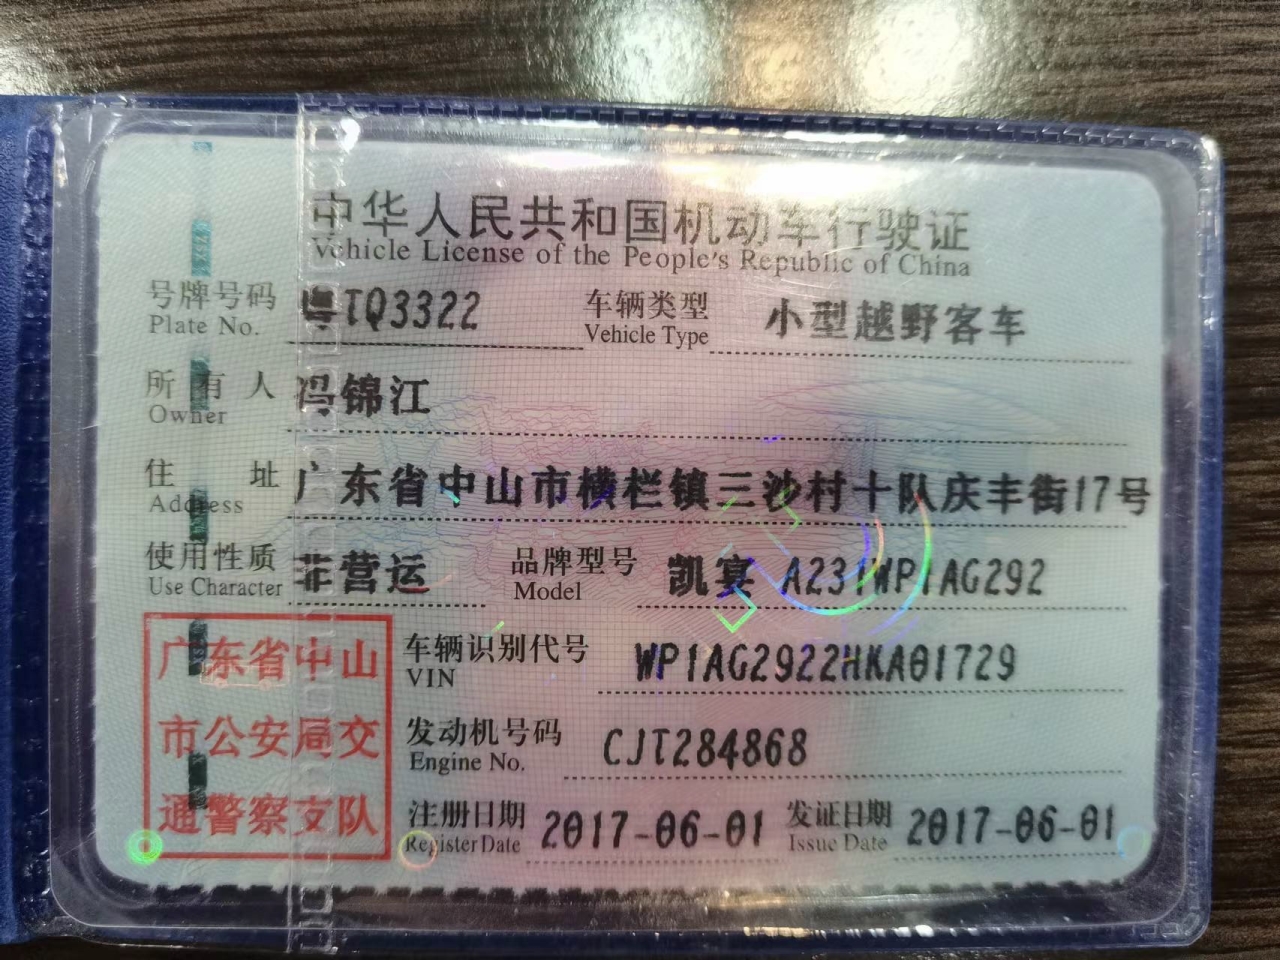 中华人民共和国机动车行驶证
Vehicle License of the People's Republic of China
号牌号码 粤TQ3322 车辆类型 小型越野客车
Plate No. Vehicle Type
所有人 冯锦江
Owner
住址 广东省中山市横栏镇三沙村十队庆丰街17号
Address
使用性质 非营运 品牌型号 凯宴 A231WP1AG292
Use Character Model
广东省中山
市公安局交
通警察支队
车辆识别代号 WP1AG2922HKA01729
VIN
发动机号码 CJT284868
Engine No.
注册日期 2017-06-01 发证日期 2017-06-01
Register Date Issue Date